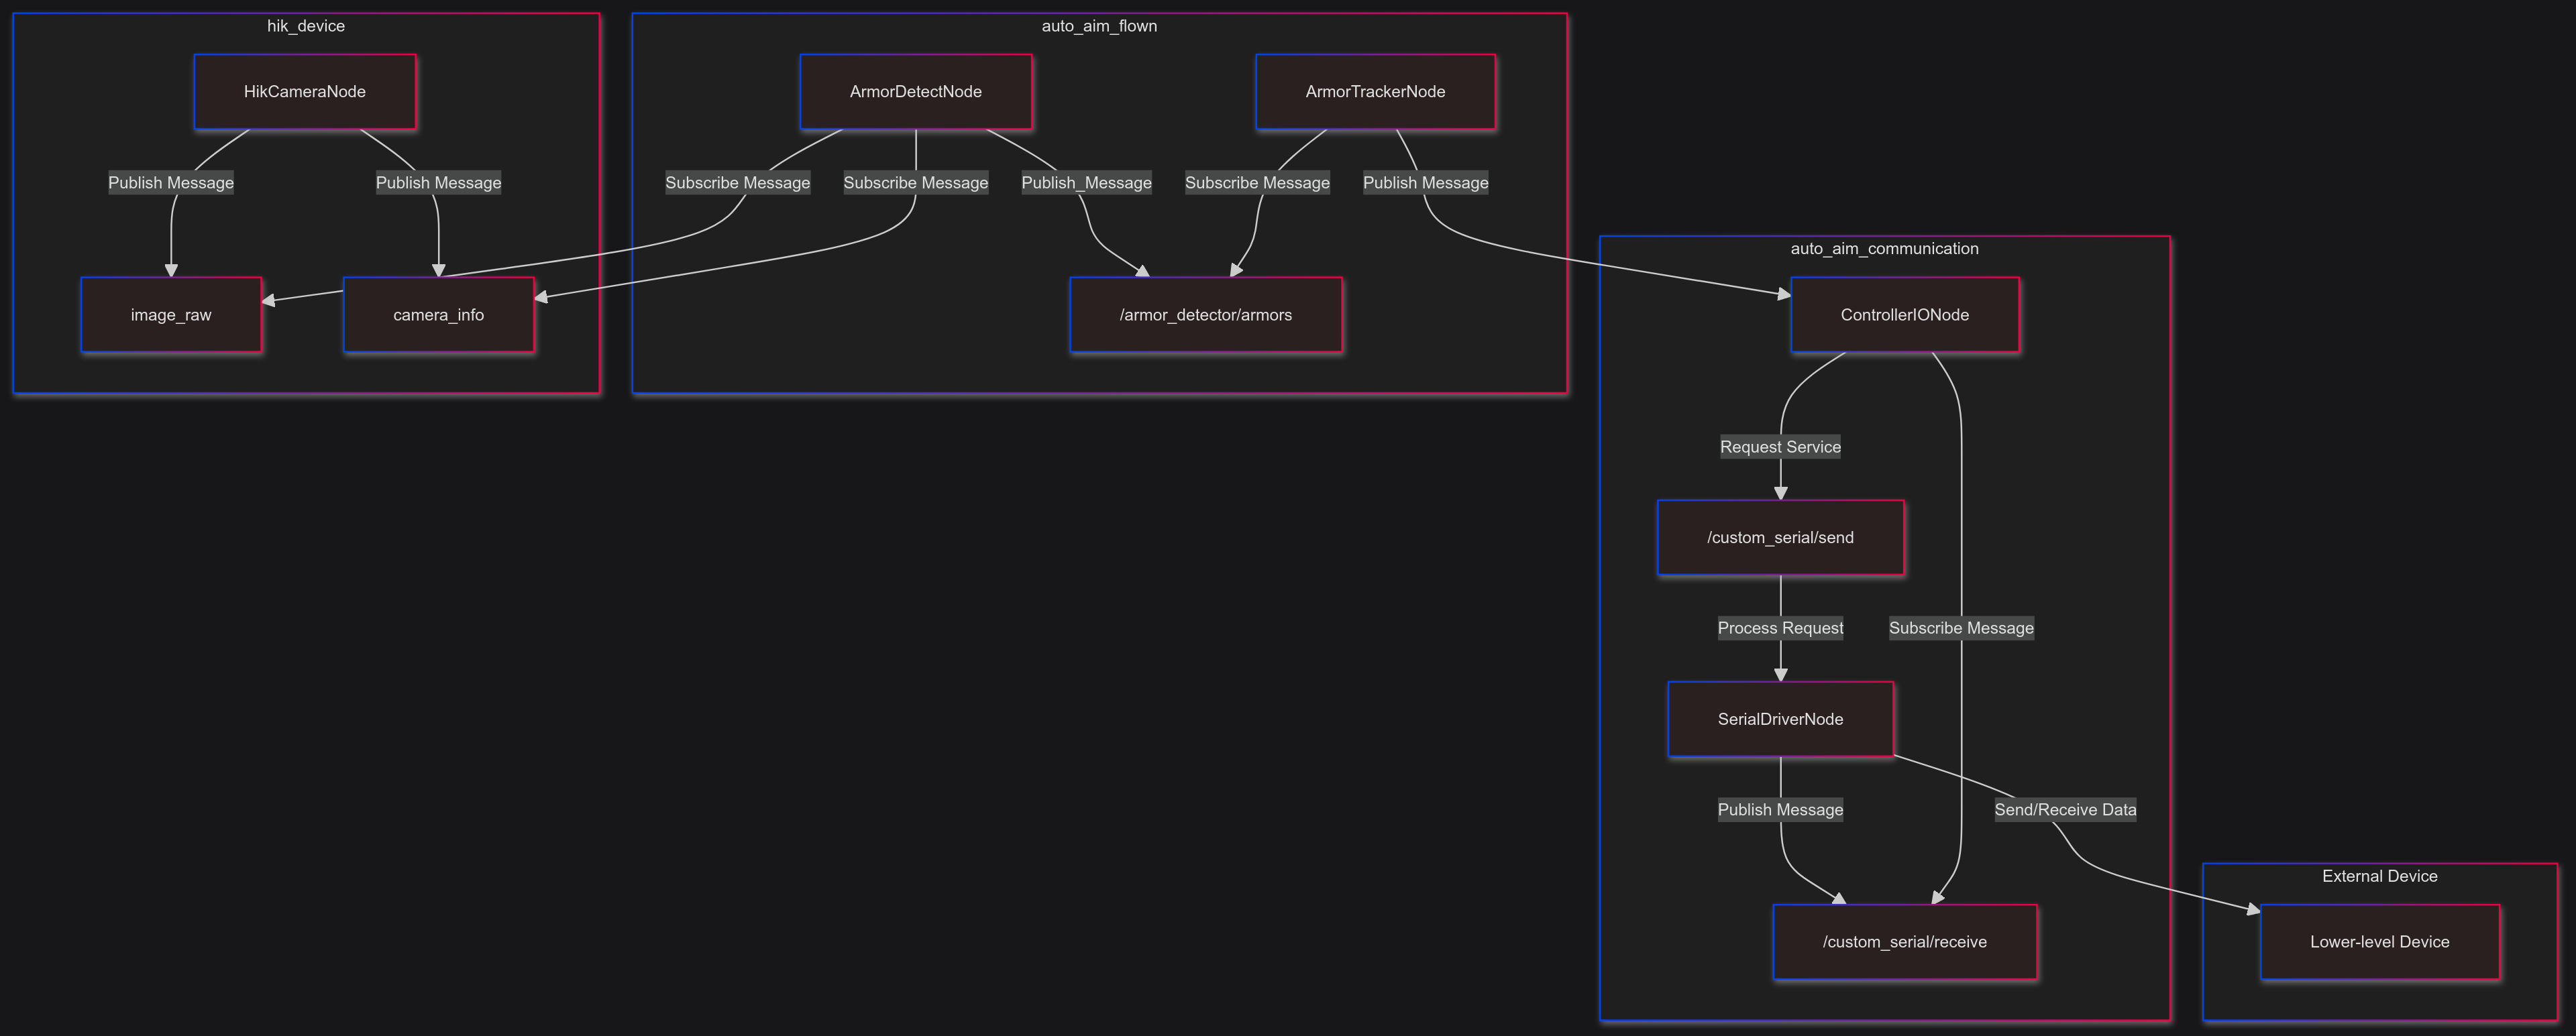 hik_device
auto_aim_flown
HikCameraNode
ArmorDetectNode
ArmorTrackerNode
Publish Message
Publish Message
Subscribe Message
Subscribe Message
Publish_Message
Subscribe Message
Publish Message
auto_aim_communication
image_raw
camera_info
/armor_detector/armors
ControllerIONode
Request Service
/custom_serial/send
Process Request
Subscribe Message
SerialDriverNode
Publish Message
Send/Receive Data
External Device
/custom_serial/receive
Lower-level Device